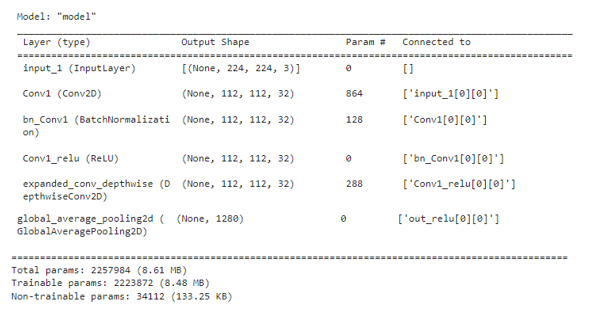 Model: "model"
Layer (type) Output Shape Param # Connected to
input_1 (InputLayer) [(None, 224, 224, 3)] 0 []
Conv1 (Conv2D) (None, 112, 112, 32) 864 ['input_1[0][0]']
bn_Conv1 (BatchNormalizati (None, 112, 112, 32) 128 ['Conv1[0][0]']
on)
Conv1_relu (ReLU) (None, 112, 112, 32) 0 ['bn_Conv1[0][0]']
expanded_conv_depthwise (D (None, 112, 112, 32) 288 ['Conv1_relu[0][0]']
epthwiseConv2D)
global_average_pooling2d ( (None, 1280) 0 ['out_relu[0][0]']
GlobalAveragePooling2D)
Total params: 2257984 (8.61 MB)
Trainable params: 2223872 (8.48 MB)
Non-trainable params: 34112 (133.25 KB)